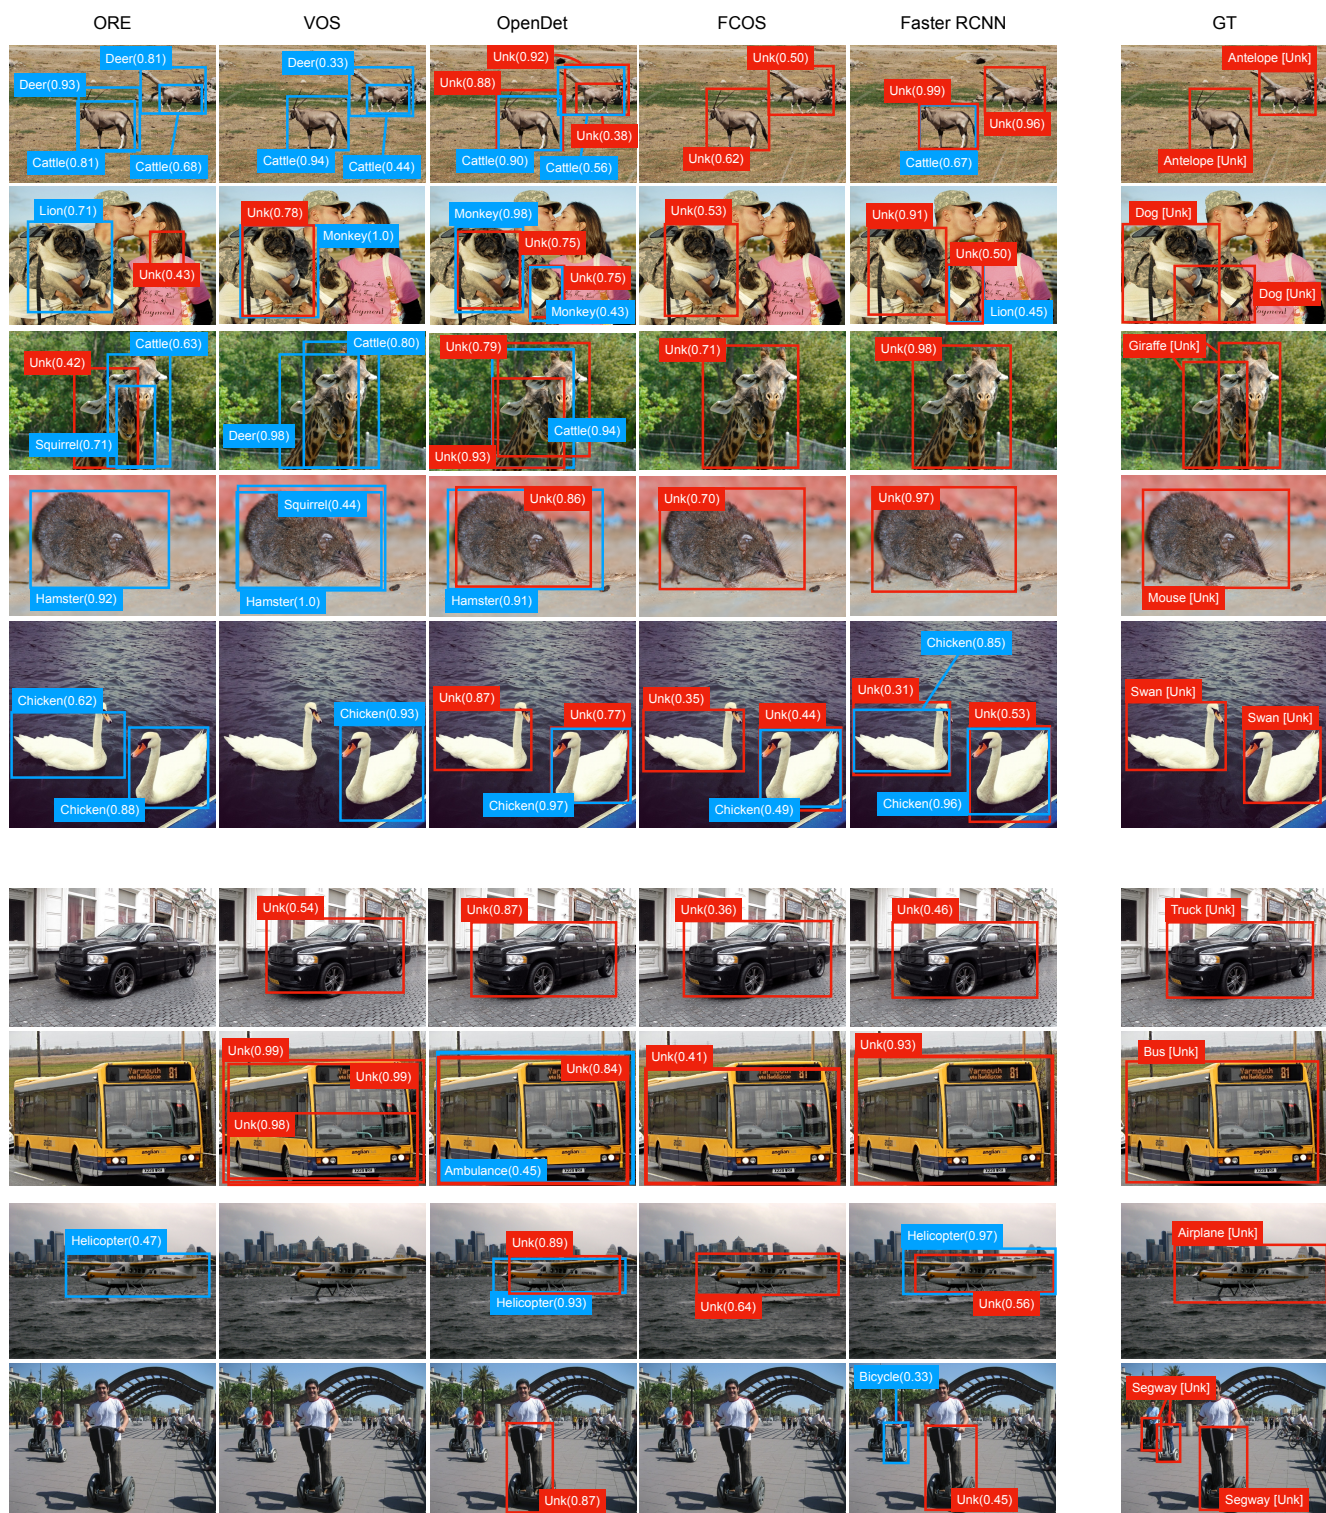 ORE VOS OpenDet FCOS Faster RCNN GT
Deer(0.81)
Deer(0.93)
Cattle(0.81)
Cattle(0.68)
Deer(0.33)
Cattle(0.94)
Cattle(0.44)
Unk(0.92)
Unk(0.88)
Unk(0.38)
Cattle(0.90)
Cattle(0.56)
Unk(0.50)
Unk(0.62)
Unk(0.99)
Unk(0.96)
Cattle(0.67)
Antelope [Unk]
Antelope [Unk]
Lion(0.71)
Unk(0.43)
Unk(0.78)
Monkey(1.0)
Monkey(0.98)
Unk(0.75)
Unk(0.75)
Monkey(0.43)
Unk(0.53)
Unk(0.91)
Unk(0.50)
Lion(0.45)
Dog [Unk]
Dog [Unk]
Cattle(0.63)
Unk(0.42)
Squirrel(0.71)
Cattle(0.80)
Deer(0.98)
Unk(0.79)
Cattle(0.94)
Unk(0.93)
Unk(0.71)
Unk(0.98)
Giraffe [Unk]
Hamster(0.92)
Squirrel(0.44)
Hamster(1.0)
Unk(0.86)
Hamster(0.91)
Unk(0.70)
Unk(0.97)
Mouse [Unk]
Chicken(0.62)
Chicken(0.88)
Chicken(0.93)
Unk(0.87)
Unk(0.77)
Chicken(0.97)
Unk(0.35)
Unk(0.44)
Chicken(0.49)
Chicken(0.85)
Unk(0.31)
Unk(0.53)
Chicken(0.96)
Swan [Unk]
Swan [Unk]
Unk(0.54)
Unk(0.87)
Unk(0.36)
Unk(0.46)
Truck [Unk]
81
Unk(0.99)
Unk(0.99)
Unk(0.98)
Unk(0.84)
Ambulance(0.45)
Unk(0.41)
81
Unk(0.93)
81
Bus [Unk]
81
Helicopter(0.47)
Unk(0.89)
Helicopter(0.93)
Unk(0.64)
Helicopter(0.97)
Unk(0.56)
Airplane [Unk]
Unk(0.87)
Bicycle(0.33)
Unk(0.45)
Segway [Unk]
Segway [Unk]